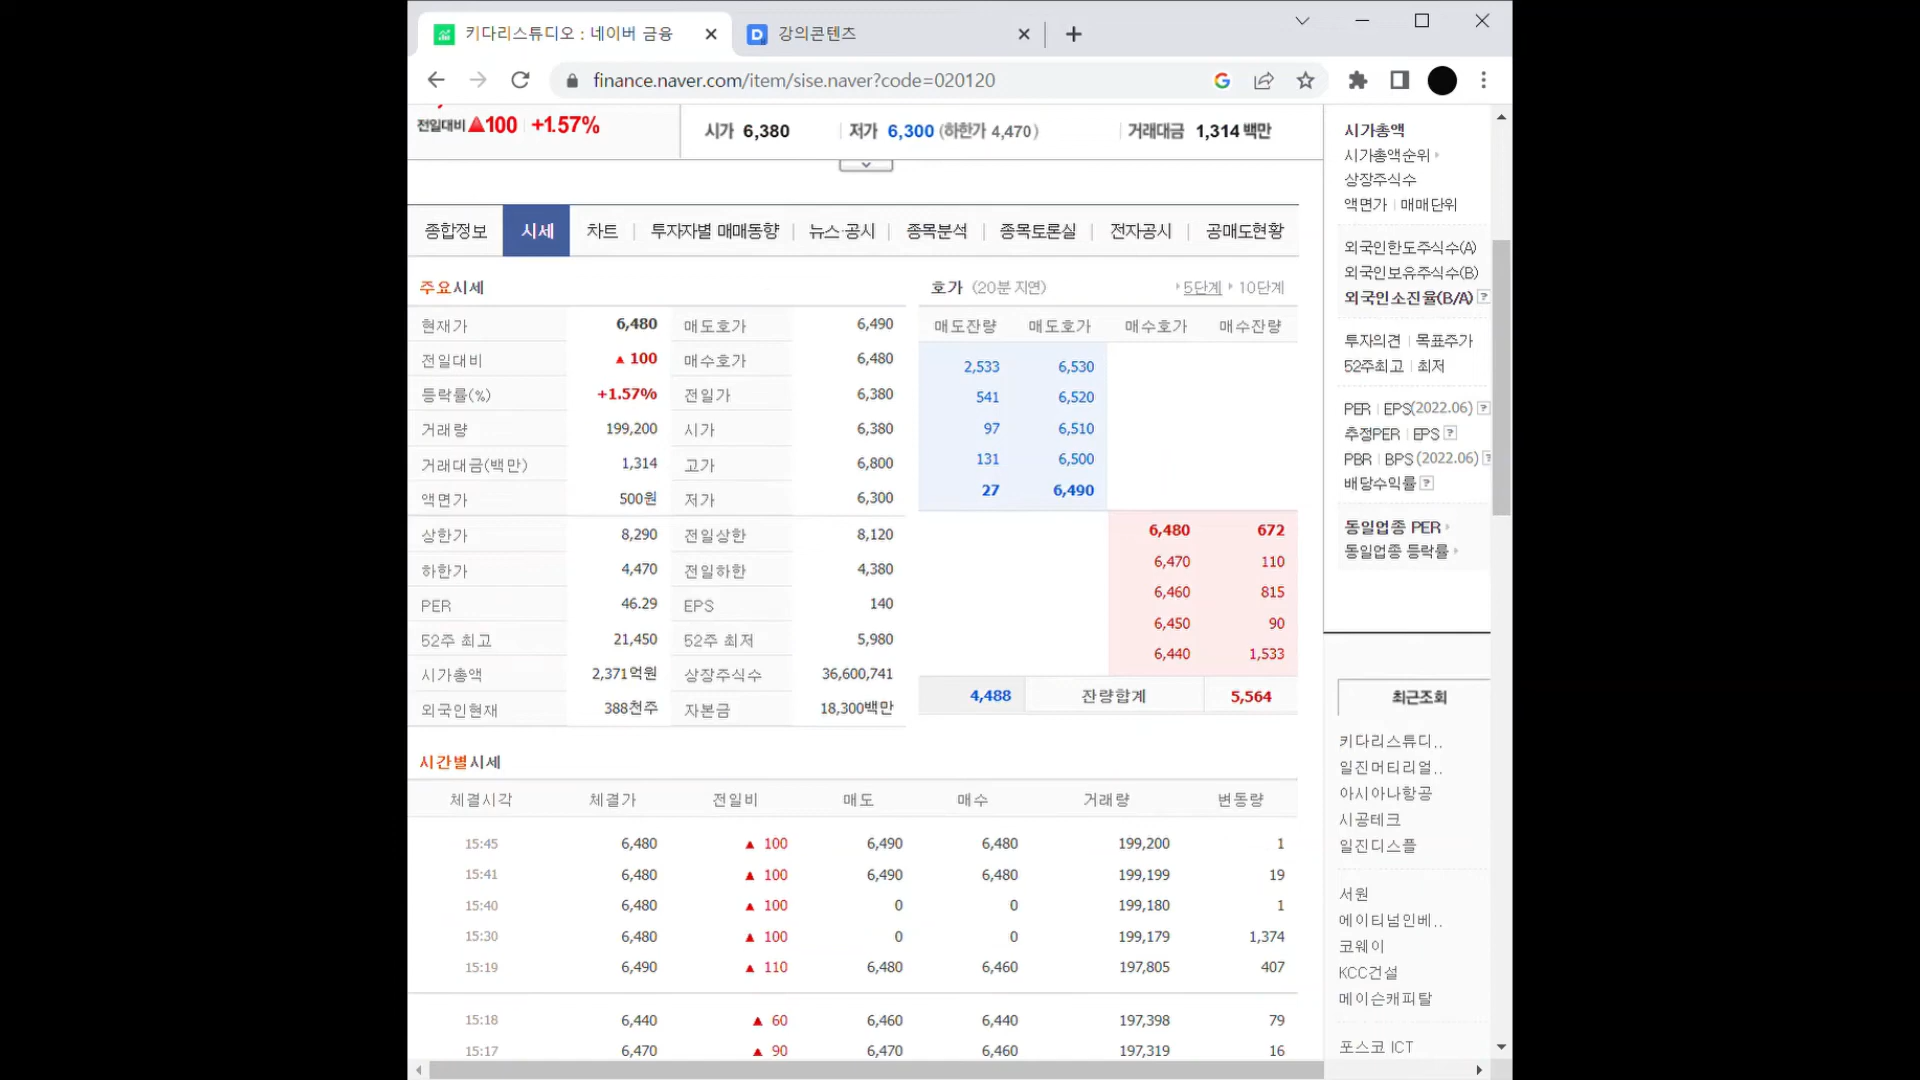 키다리스튜디오 : 네이버 금융
강의콘텐츠
finance.naver.com/item/sise.naver?code=020120
전일대비 ▲100 +1.57%
시가 6,380 저가 6,300 (하한가 4,470) 거래대금 1,314 백만
종합정보 시세 차트 투자자별 매매동향 뉴스·공시 종목분석 종목토론실 전자공시 공매도현황
주요시세
현재가 6,480 매도호가 6,490
전일대비 ▲ 100 매수호가 6,480
등락률(%) +1.57% 전일가 6,380
거래량 199,200 시가 6,380
거래대금(백만) 1,314 고가 6,800
액면가 500원 저가 6,300
상한가 8,290 전일상한 8,120
하한가 4,470 전일하한 4,380
PER 46.29 EPS 140
52주 최고 21,450 52주 최저 5,980
시가총액 2,371억원 상장주식수 36,600,741
외국인현재 388천주 자본금 18,300백만
호가 (20분 지연) 5단계 10단계
매도잔량 매도호가 매수호가 매수잔량
2,533 6,530
541 6,520
97 6,510
131 6,500
27 6,490
6,480 672
6,470 110
6,460 815
6,450 90
6,440 1,533
4,488 잔량합계 5,564
시간별시세
체결시각 체결가 전일비 매도 매수 거래량 변동량
15:45 6,480 ▲ 100 6,490 6,480 199,200 1
15:41 6,480 ▲ 100 6,490 6,480 199,199 19
15:40 6,480 ▲ 100 0 0 199,180 1
15:30 6,480 ▲ 100 0 0 199,179 1,374
15:19 6,490 ▲ 110 6,480 6,460 197,805 407
15:18 6,440 ▲ 60 6,460 6,440 197,398 79
15:17 6,470 ▲ 90 6,470 6,460 197,319 16
시가총액
시가총액순위
상장주식수
액면가 | 매매단위
외국인한도주식수(A)
외국인보유주식수(B)
외국인소진율(B/A) ?
투자의견 | 목표주가
52주최고 | 최저
PER | EPS(2022.06) ?
추정PER | EPS ?
PBR | BPS (2022.06) ?
배당수익률 ?
동일업종 PER
동일업종 등락률
최근조회
키다리스튜디..
일진머티리얼..
아시아나항공
시공테크
일진디스플
서원
에이티넘인베..
코웨이
KCC건설
메이슨캐피탈
포스코 ICT